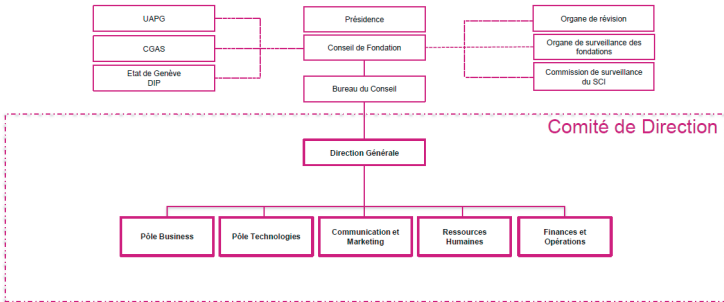 UAPG
CGAS
Etat de Genève
DIP
Présidence
Conseil de Fondation
Bureau du Conseil
Organe de révision
Organe de surveillance des
fondations
Commission de surveillance
du SCI
Comité de Direction
Direction Générale
Pôle Business
Pôle Technologies
Communication et
Marketing
Ressources
Humaines
Finances et
Opérations